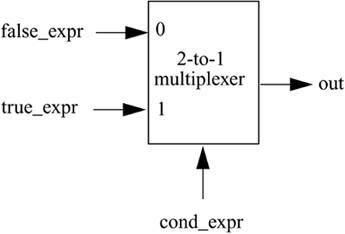 false_expr
0
2-to-1
multiplexer
out
true_expr
1
cond_expr